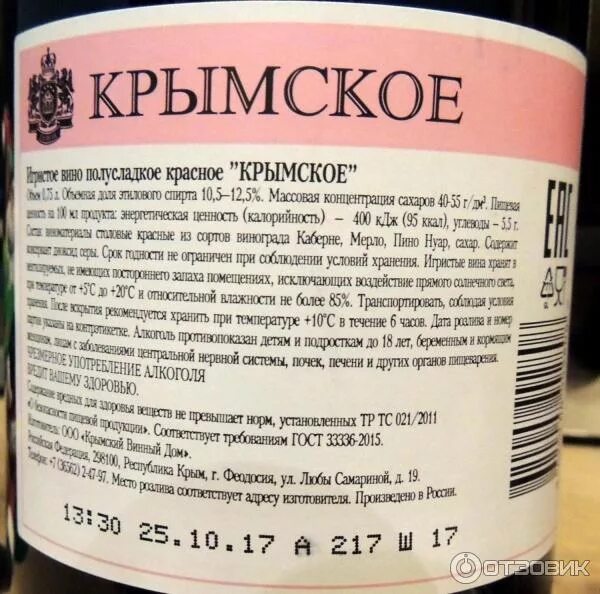 КРЫМСКОЕ
Игристое вино полусладкое красное "КРЫМСКОЕ"
Объем 0,75 л. Объемная доля этилового спирта 10,5–12,5%. Массовая концентрация сахаров 40-55 г/дм³. Пищевая
ценность на 100 мл продукта: энергетическая ценность (калорийность) – 400 кДж (95 ккал), углеводы – 5,5 г.
Состав: виноматериалы столовые красные из сортов винограда Каберне, Мерло, Пино Нуар, сахар. Содержит
консервант диоксид серы. Срок годности не ограничен при соблюдении условий хранения. Игристые вина хранят в
вентилируемых, не имеющих постороннего запаха помещениях, исключающих воздействие прямого солнечного света,
при температуре от +5°С до +20°С и относительной влажности не более 85%. Транспортировать, соблюдая условия
хранения. После вскрытия рекомендуется хранить при температуре +10°С в течение 6 часов. Дата розлива и номер
партии указаны на контрэтикетке. Алкоголь противопоказан детям и подросткам до 18 лет, беременным и кормящим
женщинам, лицам с заболеваниями центральной нервной системы, почек, печени и других органов пищеварения.
ЧРЕЗМЕРНОЕ УПОТРЕБЛЕНИЕ АЛКОГОЛЯ
ВРЕДИТ ВАШЕМУ ЗДОРОВЬЮ.
Содержание вредных для здоровья веществ не превышает норм, установленных ТР ТС 021/2011
«О безопасности пищевой продукции». Соответствует требованиям ГОСТ 33336-2015.
Изготовитель: ООО «Крымский Винный Дом».
Российская Федерация, 298100, Республика Крым, г. Феодосия, ул. Любы Самариной, д. 19.
Телефон: +7 (36562) 2-47-97. Место розлива соответствует адресу изготовителя. Произведено в России.
13:30 25.10.17 А 217 Ш 17
ЕАС
ОТЗОВИК